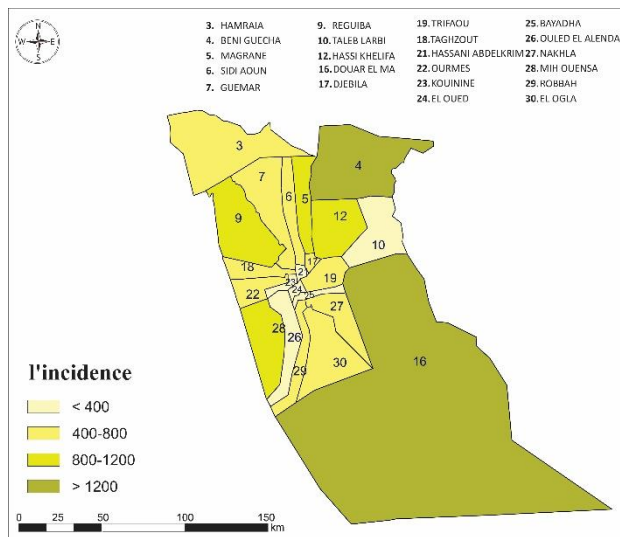 3. HAMRAIA
4. BENI GUECHA
5. MAGRANE
6. SIDI AOUN
7. GUEMAR
9. REGUIBA
10. TALEB LARBI
12. HASSI KHELIFA
16. DOUAR EL MA
17. DJEBILA
19. TRIFAOU
18. TAGHZOUT
21. HASSANI ABDELKRIM
22. OURMES
23. KOUININE
24. EL OUED
25. BAYADHA
26. OULED EL ALENDA
27. NAKHLA
28. MIH OUENSA
29. ROBBAH
30. EL OGLA
N
W E
S
3
4
7
6
5
9
12
10
17
18
2
19
23
24
25
22
27
28
26
30
29
16
l'incidence
< 400
400-800
800-1200
> 1200
0 25 50 100 150
km